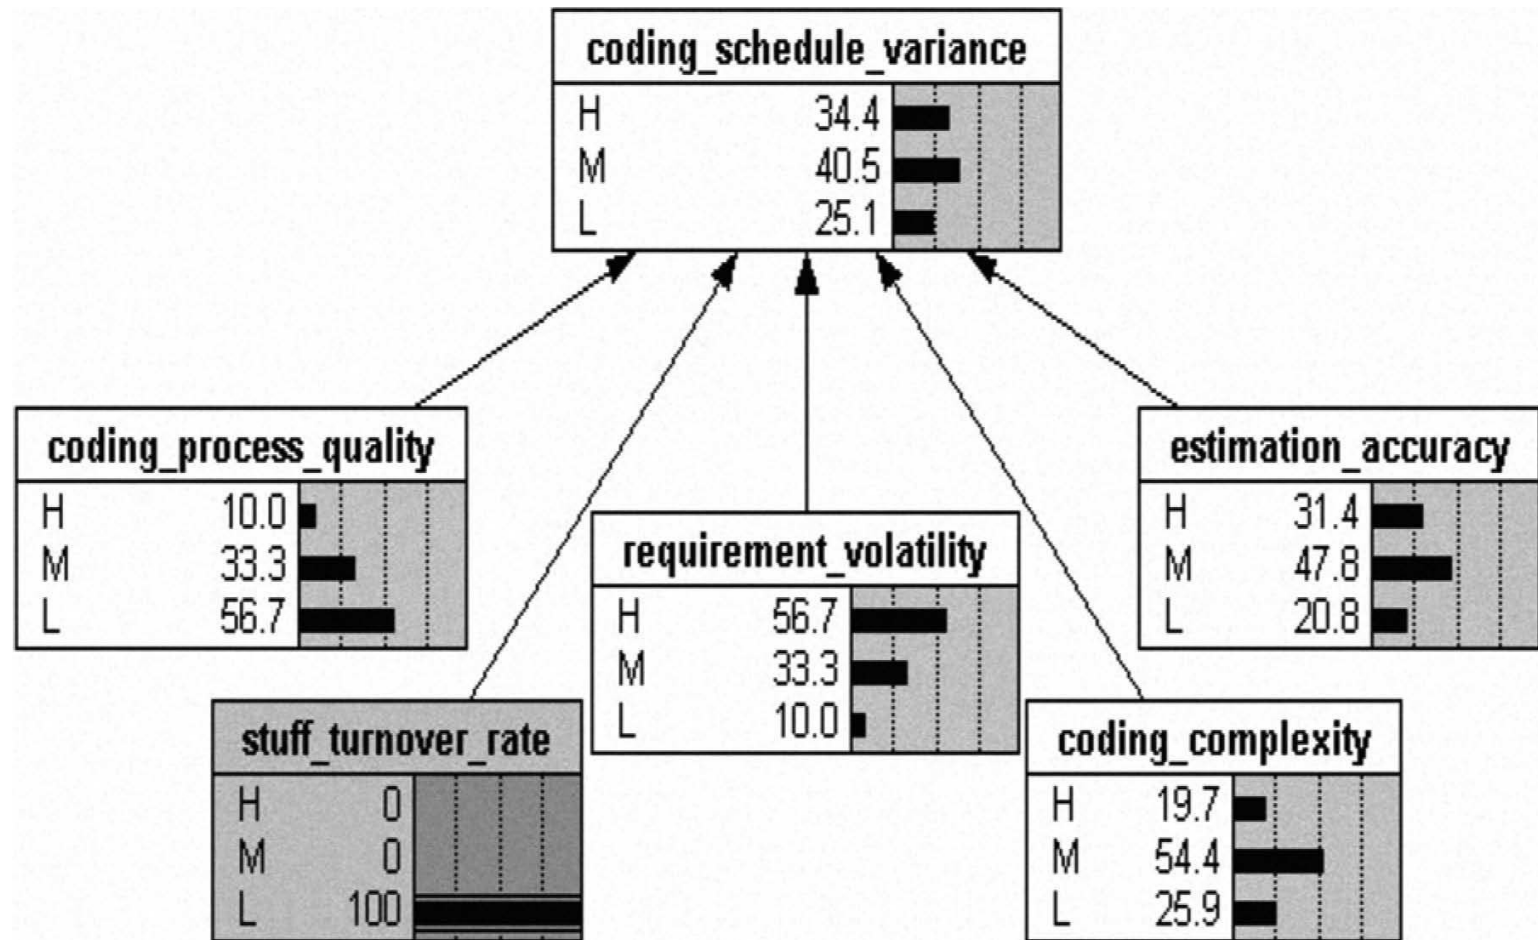 coding_schedule_variance
H 34.4
M 40.5
L 25.1
coding_process_quality
H 10.0
M 33.3
L 56.7
estimation_accuracy
H 31.4
M 47.8
L 20.8
requirement_volatility
H 56.7
M 33.3
L 10.0
stuff_turnover_rate
H 0
M 0
L 100
coding_complexity
H 19.7
M 54.4
L 25.9